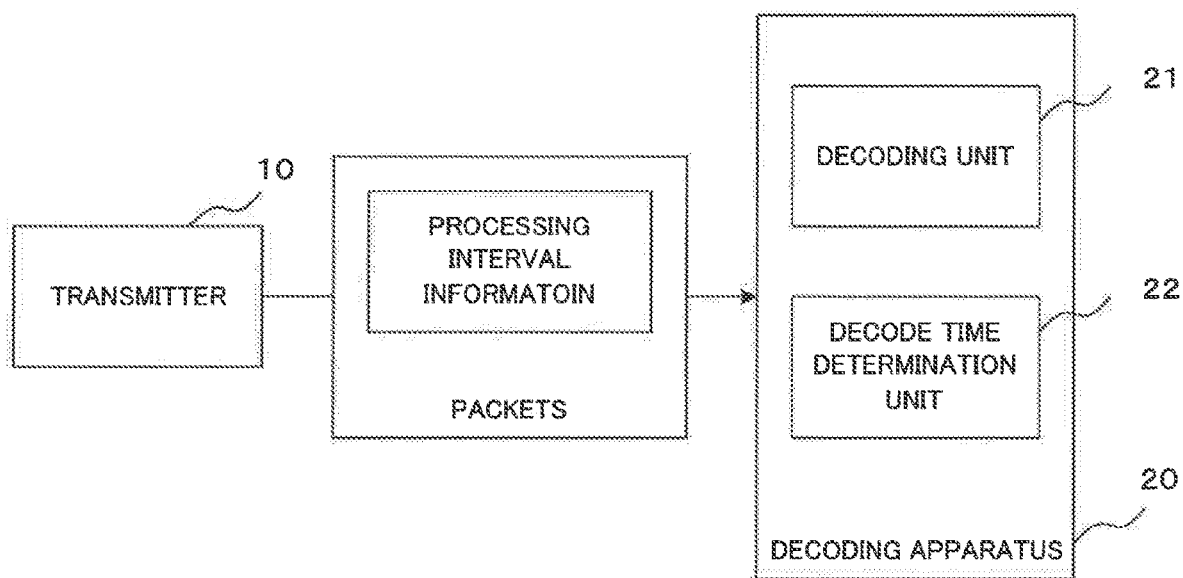 10
TRANSMITTER
PROCESSING
INTERVAL
INFORMATOIN
PACKETS
21
DECODING UNIT
22
DECODE TIME
DETERMINATION
UNIT
20
DECODING APPARATUS